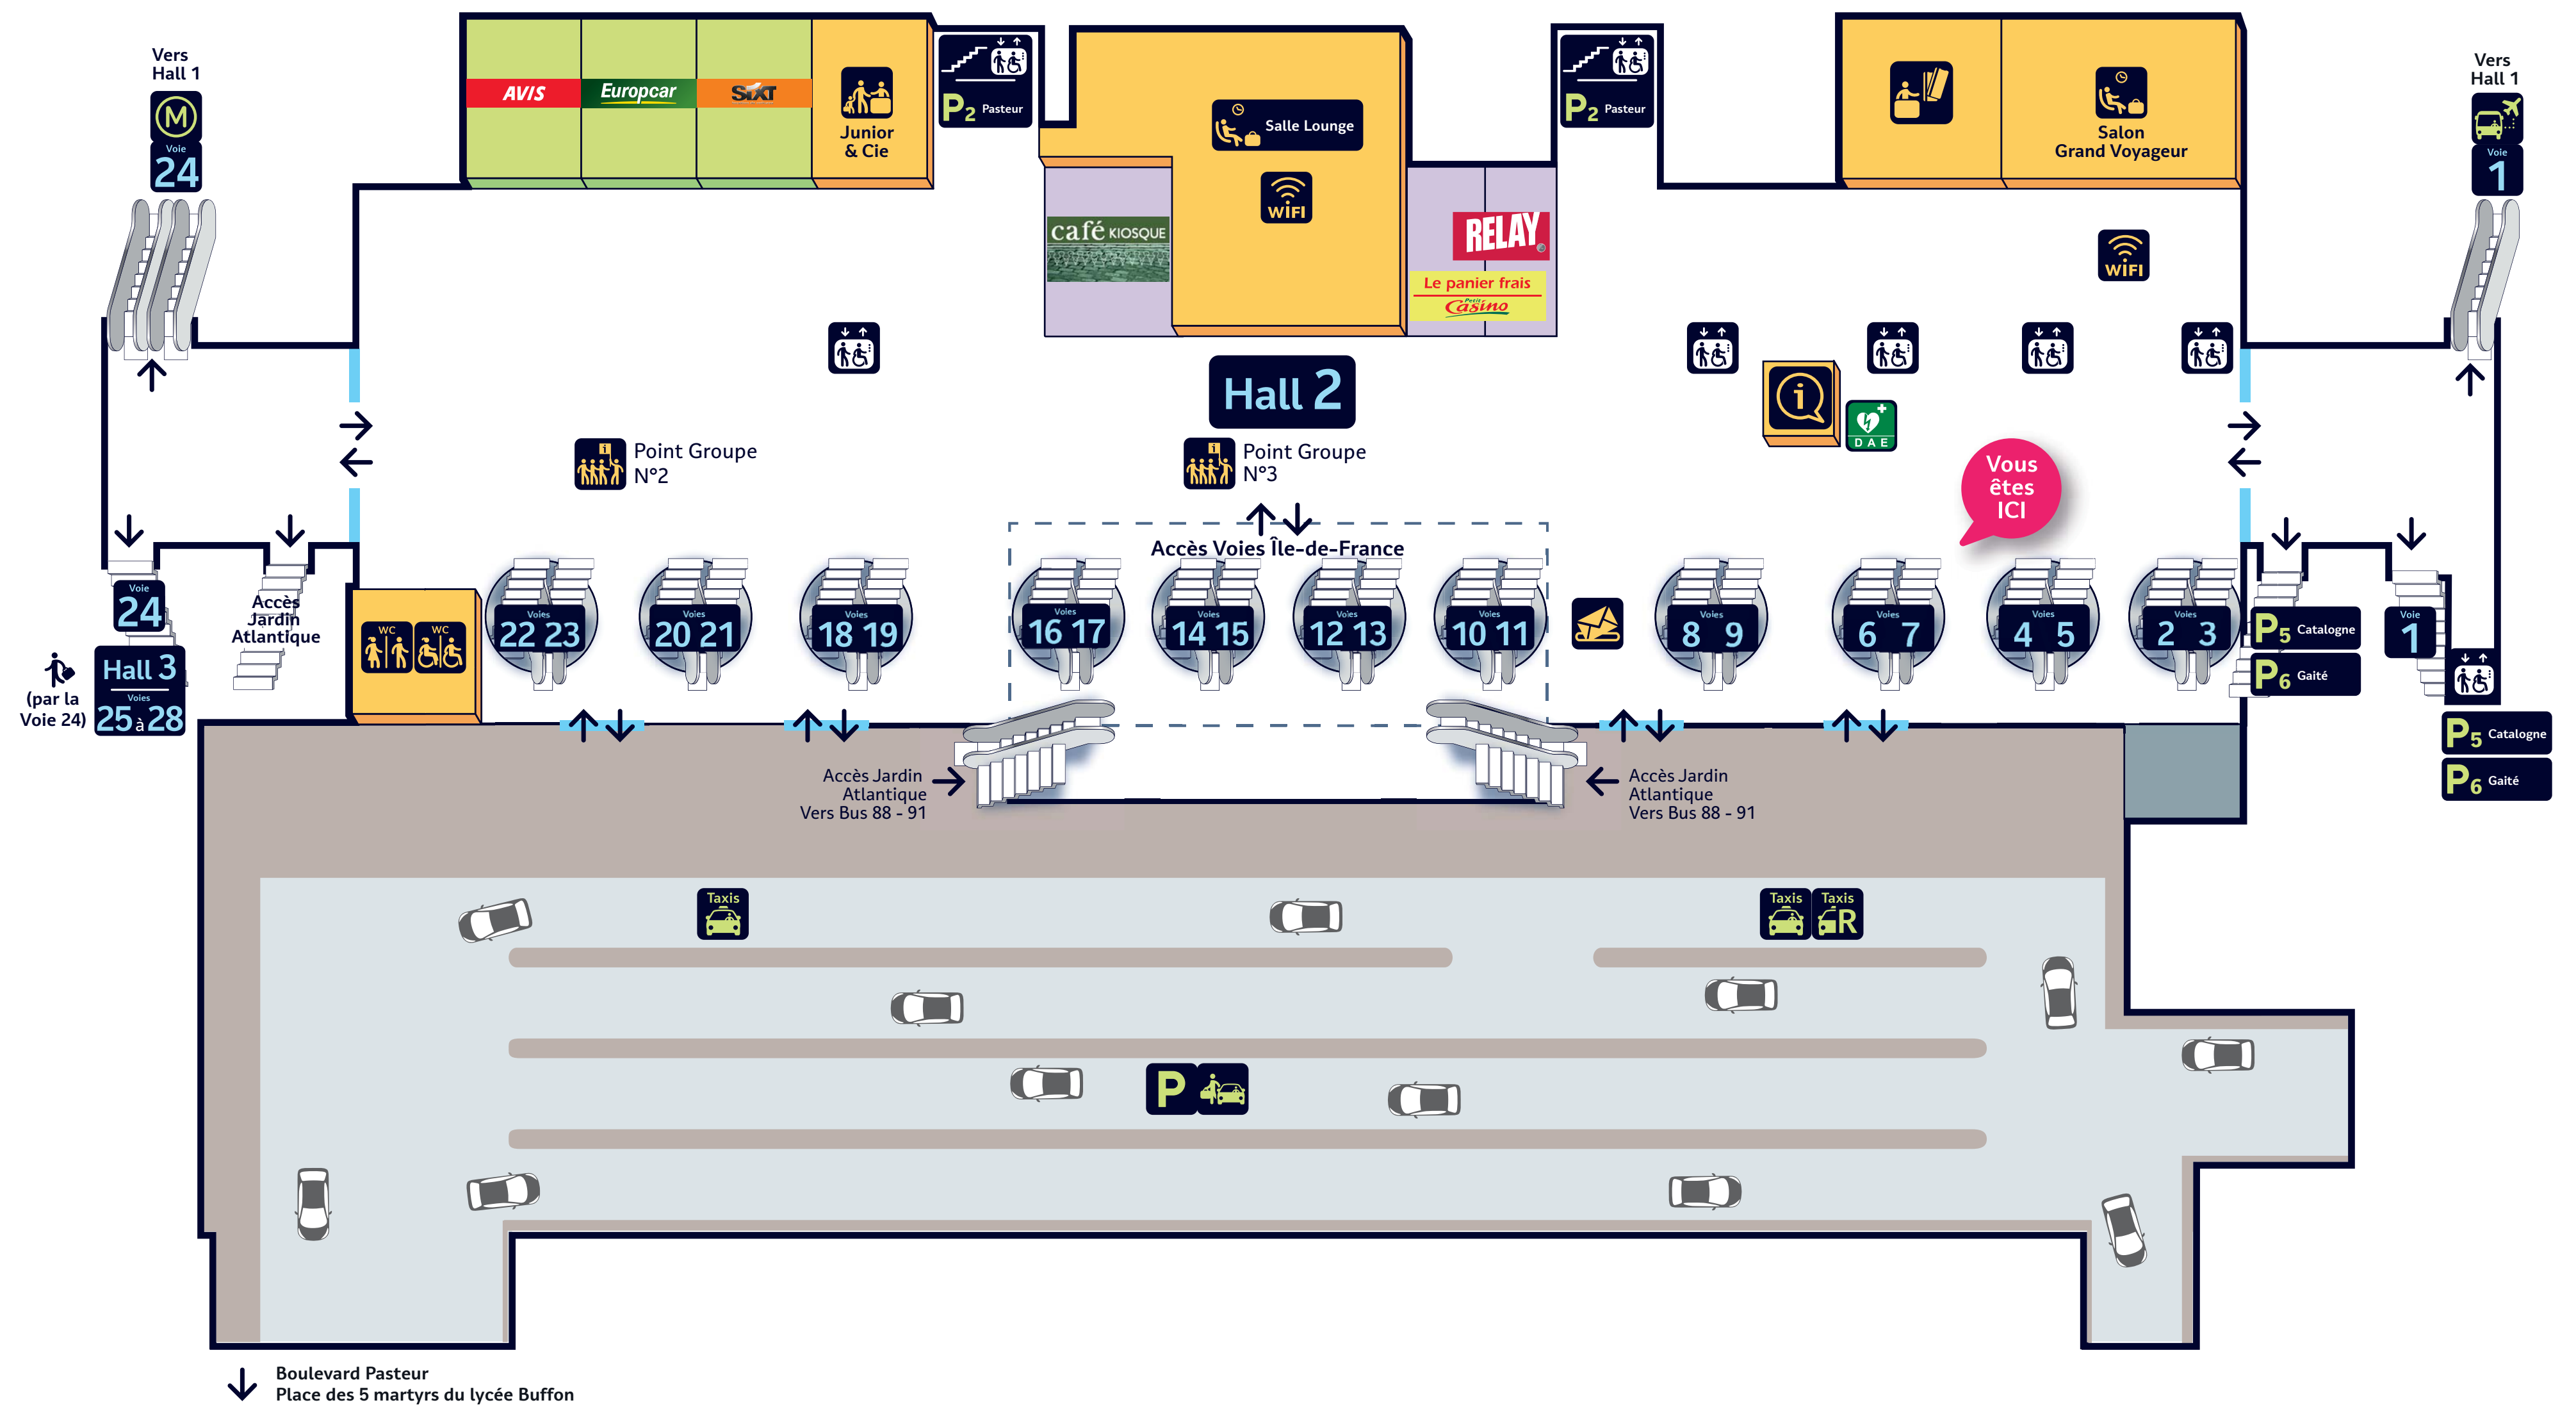 Vers
Hall 1
M
Voie
24
AVIS
Europcar
SIXT
Junior
& Cie
P2 Pasteur
Salle Lounge
WiFi
café KIOSQUE
RELAY
Le panier frais
Petit
Casino
P2 Pasteur
Salon
Grand Voyageur
WiFi
Vers
Hall 1
Voie
1
Hall 2
i
DAE
Point Groupe
N°2
Point Groupe
N°3
Vous
êtes
ICI
Accès Voies Île-de-France
Voie
24
Hall 3
Voies
25 à 28
(par la
Voie 24)
Accès
Jardin
Atlantique
WC
WC
Voies
22 23
Voies
20 21
Voies
18 19
Voies
16 17
Voies
14 15
Voies
12 13
Voies
10 11
Voies
8 9
Voies
6 7
Voies
4 5
Voies
2 3
P5 Catalogne
P6 Gaité
Voie
1
P5 Catalogne
P6 Gaité
Accès Jardin
Atlantique
Vers Bus 88 - 91
Accès Jardin
Atlantique
Vers Bus 88 - 91
Taxis
Taxis
Taxis
R
P
Boulevard Pasteur
Place des 5 martyrs du lycée Buffon